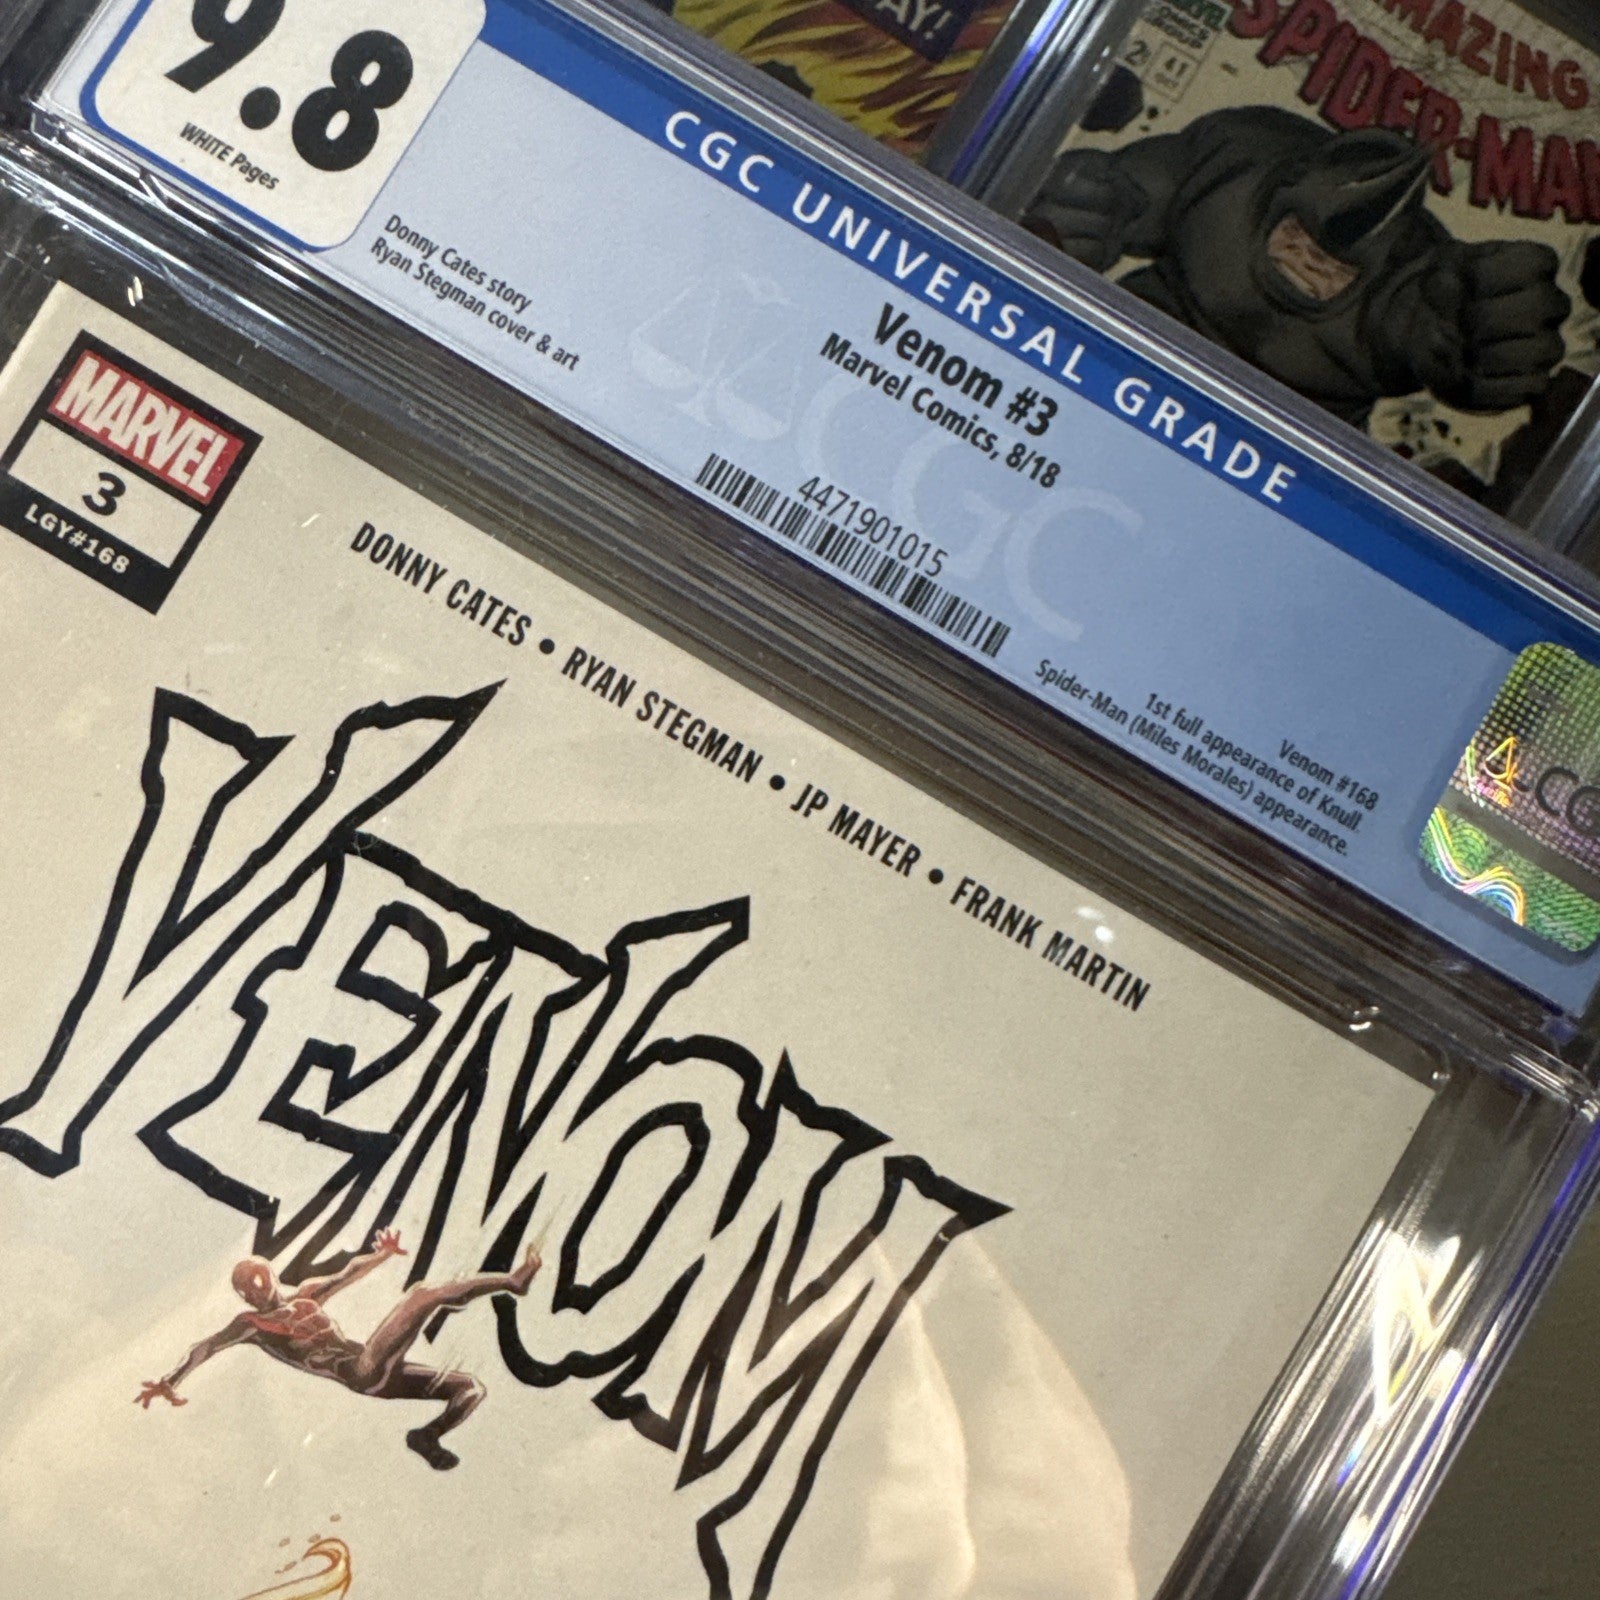 9.8
WHITE Pages
CGC UNIVERSAL GRADE
Donny Cates story
Ryan Stegman cover & art
Venom #3
Marvel Comics, 8/18
4471901015
Venom #168
1st full appearance of Knull.
Spider-Man (Miles Morales) appearance.
CGC
MARVEL
3
LGY#168
DONNY CATES • RYAN STEGMAN • JP MAYER • FRANK MARTIN
VENOM
AY!
41
AMAZING
SPIDER-MAN